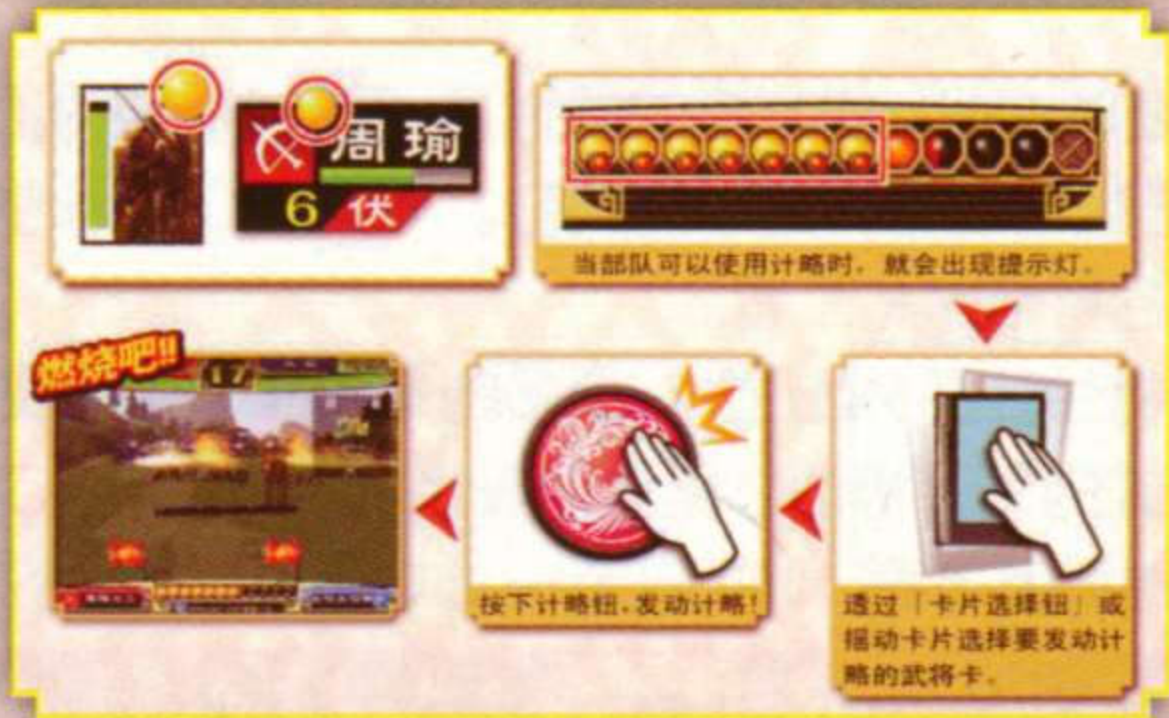 周瑜
6 伏
当部队可以使用计略时，就会出现提示灯。
燃烧吧!!
17
按下计略钮，发动计略!
透过「卡片选择钮」或
摇动卡片选择要发动计
略的武将卡。